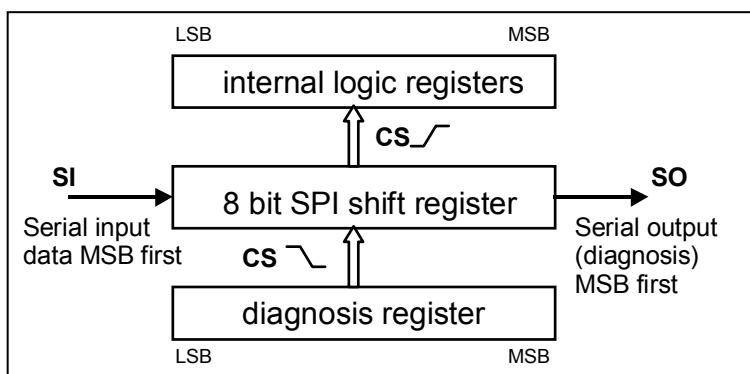 LSB MSB
internal logic registers
CS
SI
8 bit SPI shift register
SO
Serial input
data MSB first
CS
Serial output
(diagnosis)
MSB first
diagnosis register
LSB MSB